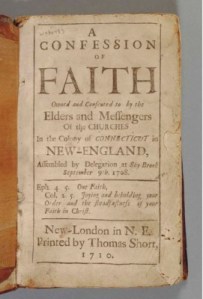 A
CONFESSION
OF
FAITH
Owned and Consented to by the
Elders and Messengers
Of the CHURCHES
In the Colony of CONNECTICUT in
NEW-ENGLAND,
Assembled by Delegation at Say Brook
September 9th. 1708.
Eph. 4. 5. One Faith,
Col. 2. 5. Joying and beholding your
Order and the steadfastness of your
Faith in Christ.
New-London in N. E.
Printed by Thomas Short,
1710.